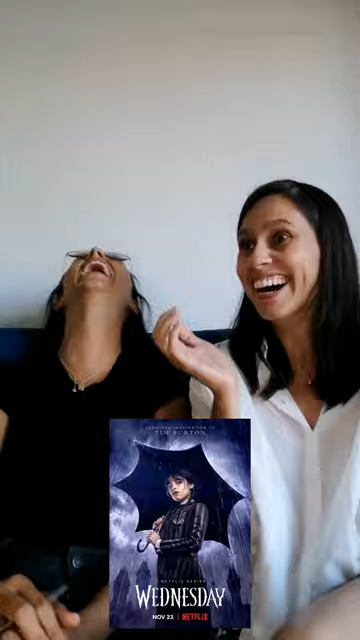 TIM BURTON
A NETFLIX SERIES
WEDNESDAY
NOV 23 | NETFLIX